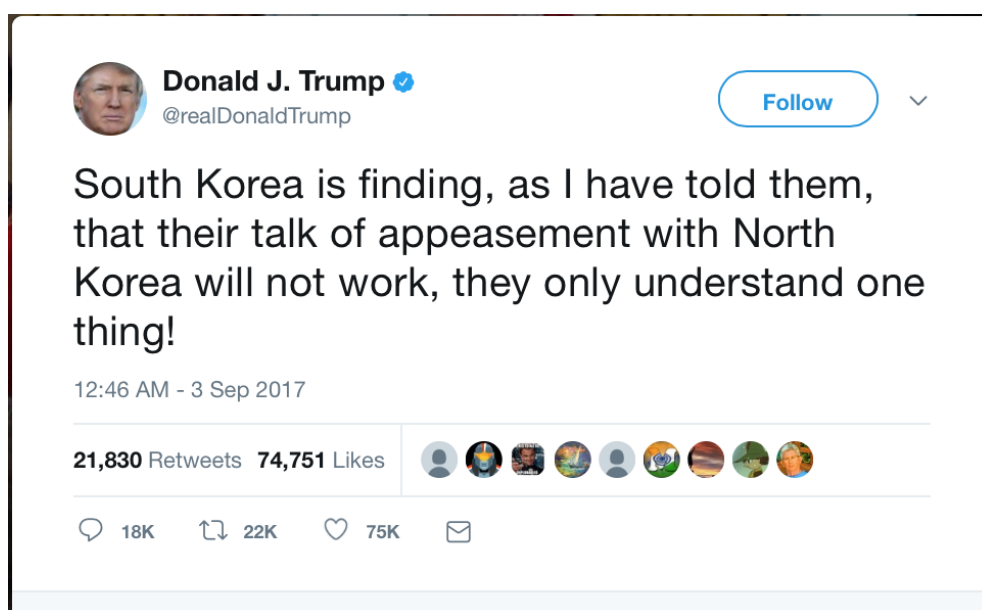 Donald J. Trump
@realDonaldTrump
Follow
South Korea is finding, as I have told them,
that their talk of appeasement with North
Korea will not work, they only understand one
thing!
12:46 AM - 3 Sep 2017
21,830 Retweets 74,751 Likes
18K 22K 75K